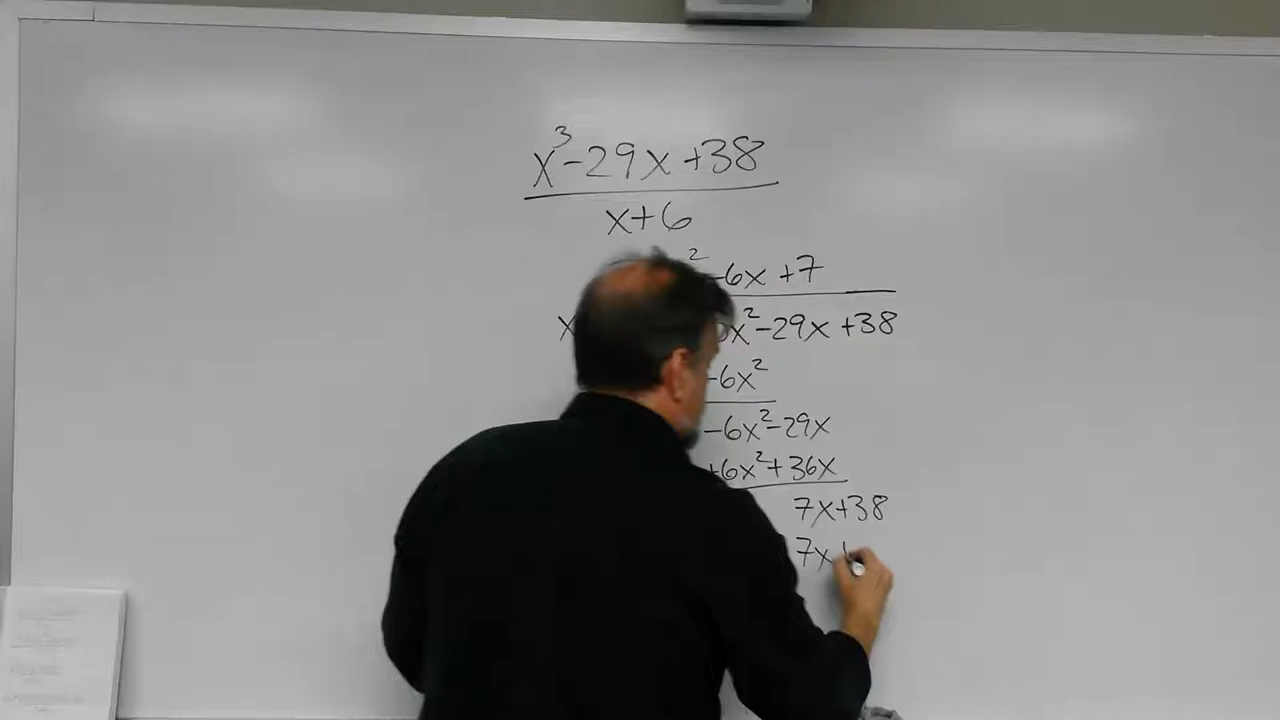 x³-29x+38
x+6
² -6x +7
x x²-29x +38
-6x²
-6x²-29x
+6x²+36x
7x+38
7x